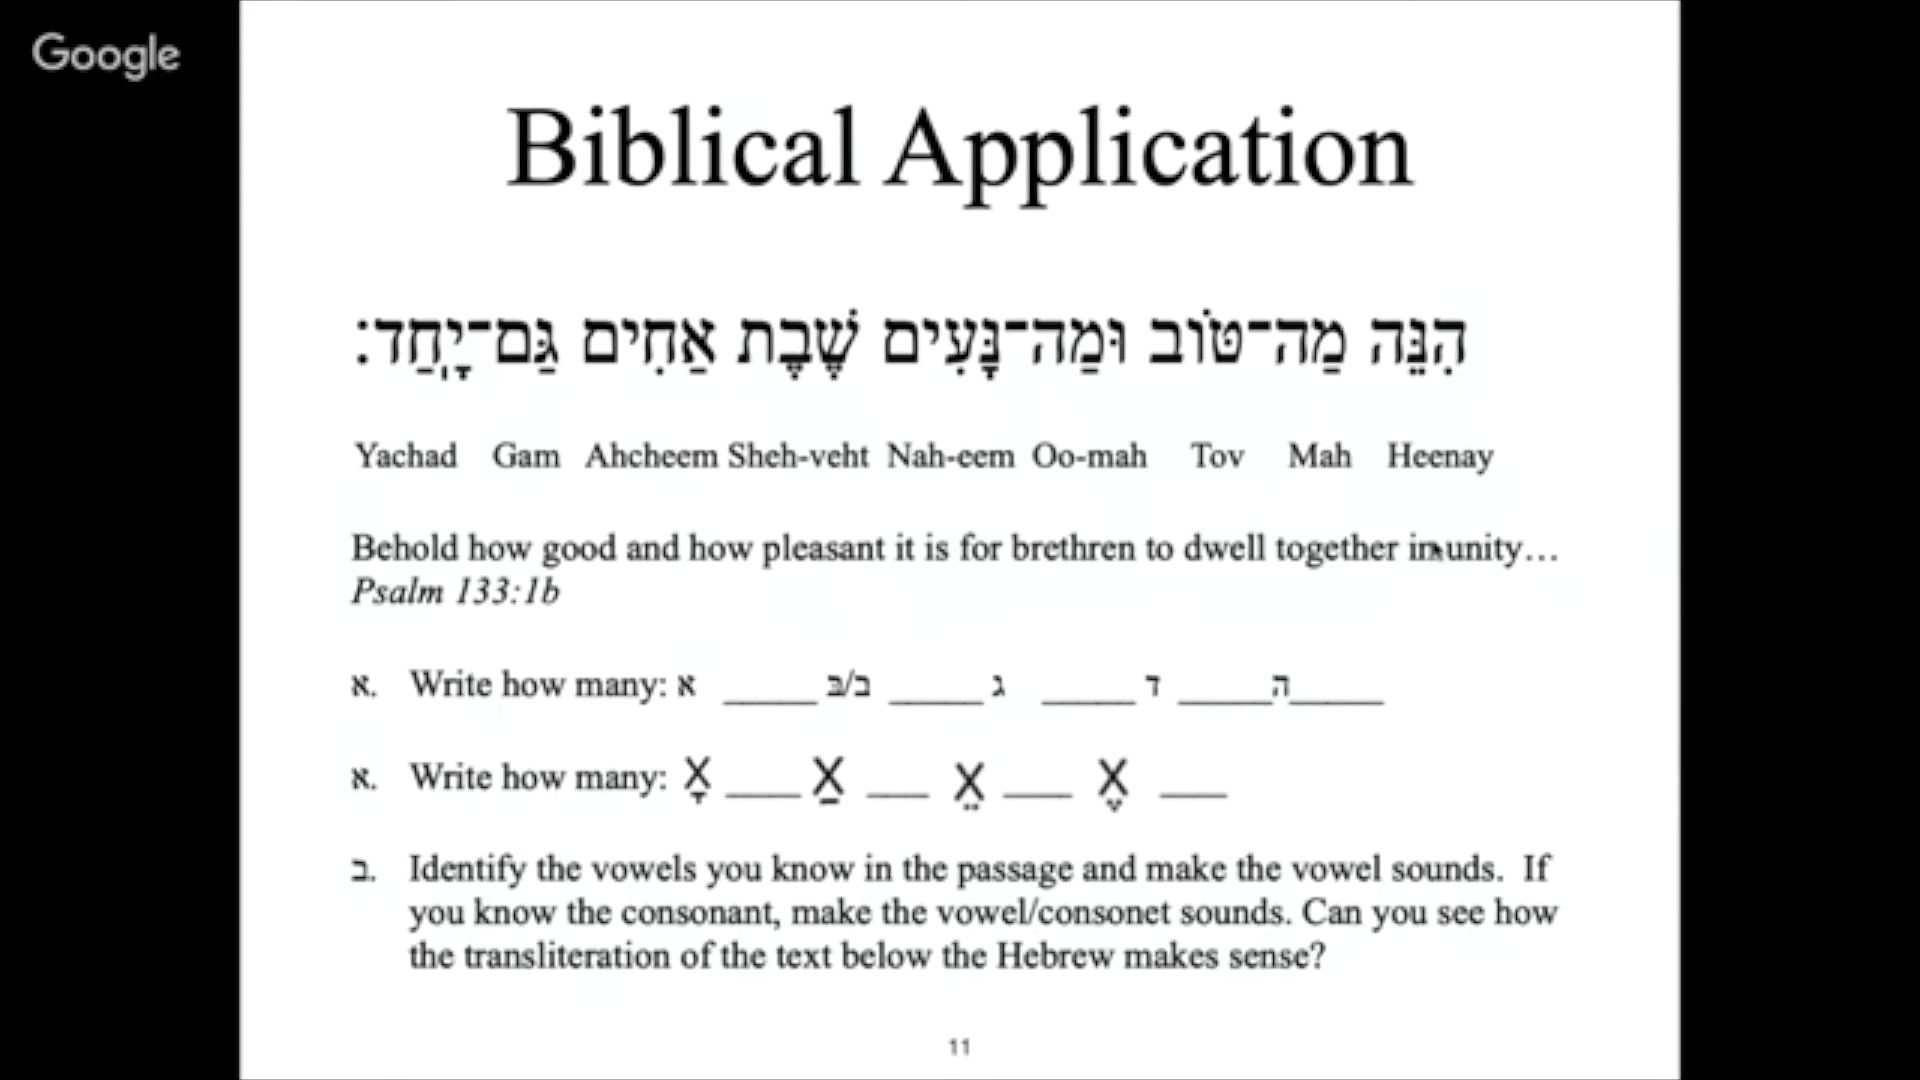 Google
Biblical Application
הִנֵּה מַה־טּוֹב וּמַה־נָּעִים שֶׁבֶת אַחִים גַּם־יָֽחַד׃
Yachad Gam Ahcheem Sheh-veht Nah-eem Oo-mah Tov Mah Heenay
Behold how good and how pleasant it is for brethren to dwell together in unity…
Psalm 133:1b
א. Write how many: א _____ ב/בּ _____ ג _____ ד _____ה_____
א. Write how many: Xָ ____ Xַ ___ Xֵ ____ Xֶ ___
ב. Identify the vowels you know in the passage and make the vowel sounds. If
you know the consonant, make the vowel/consonet sounds. Can you see how
the transliteration of the text below the Hebrew makes sense?
11